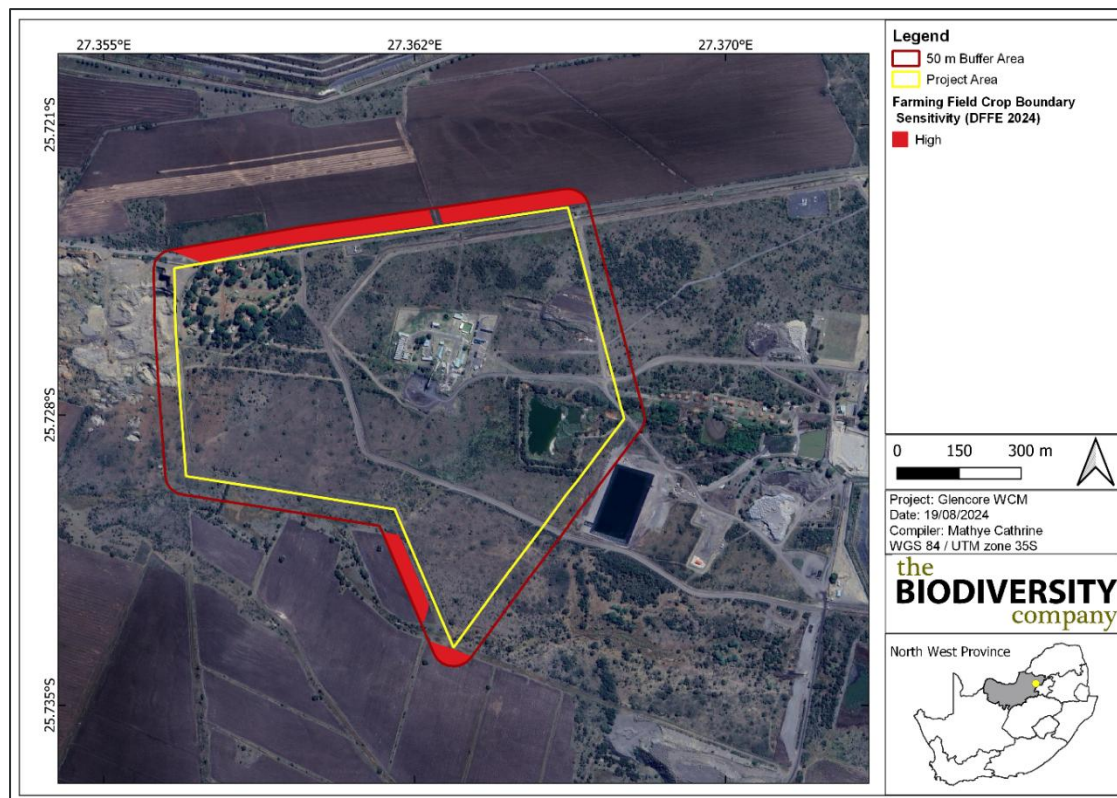 27.355°E
27.362°E
27.370°E
25.721°S
25.728°S
25.735°S
Legend
50 m Buffer Area
Project Area
Farming Field Crop Boundary
Sensitivity (DFFE 2024)
High
0 150 300 m
Project: Glencore WCM
Date: 19/08/2024
Compiler: Mathye Cathrine
WGS 84 / UTM zone 35S
the
BIODIVERSITY
company
North West Province